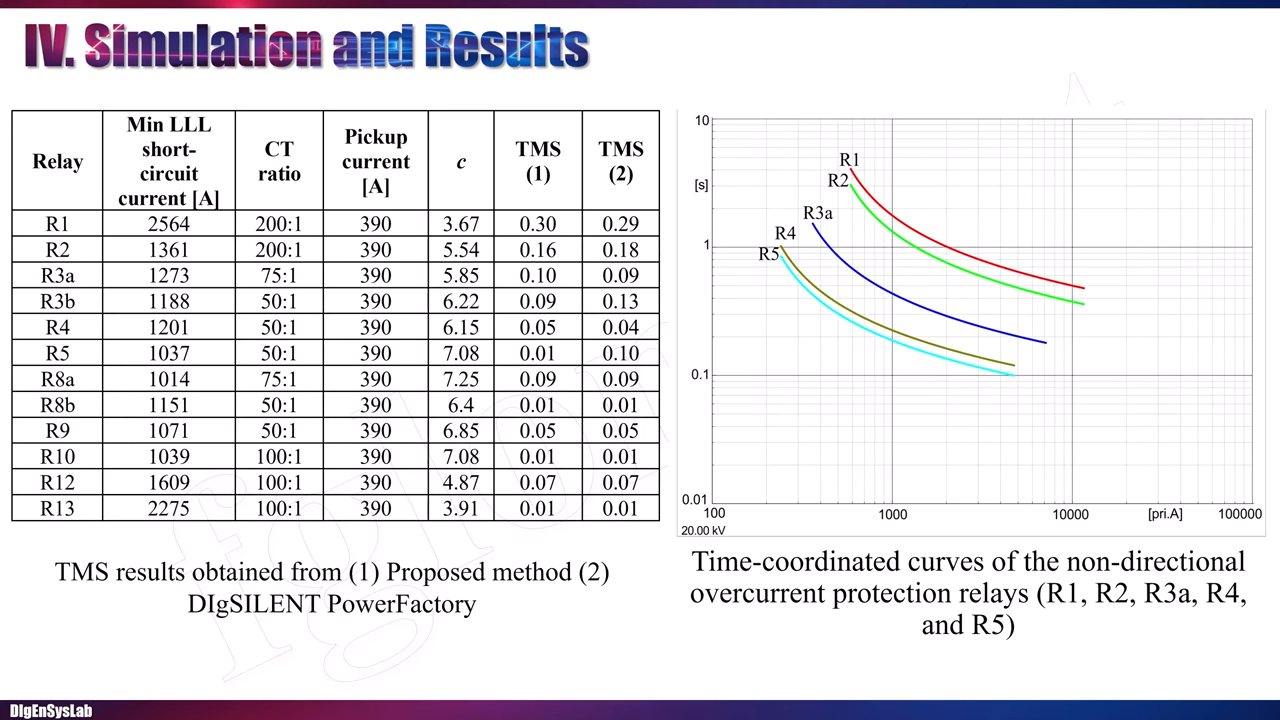 IV. Simulation and Results
Relay
Min LLL
short-
circuit
current [A]
CT
ratio
Pickup
current
[A]
c
TMS
(1)
TMS
(2)
R1 2564 200:1 390 3.67 0.30 0.29
R2 1361 200:1 390 5.54 0.16 0.18
R3a 1273 75:1 390 5.85 0.10 0.09
R3b 1188 50:1 390 6.22 0.09 0.13
R4 1201 50:1 390 6.15 0.05 0.04
R5 1037 50:1 390 7.08 0.01 0.10
R8a 1014 75:1 390 7.25 0.09 0.09
R8b 1151 50:1 390 6.4 0.01 0.01
R9 1071 50:1 390 6.85 0.05 0.05
R10 1039 100:1 390 7.08 0.01 0.01
R12 1609 100:1 390 4.87 0.07 0.07
R13 2275 100:1 390 3.91 0.01 0.01
TMS results obtained from (1) Proposed method (2)
DIgSILENT PowerFactory
10
[s]
1
0.1
0.01
R1
R2
R3a
R4
R5
100 1000 10000 [pri.A] 100000
20.00 kV
Time-coordinated curves of the non-directional
overcurrent protection relays (R1, R2, R3a, R4,
and R5)
DIgEnSysLab